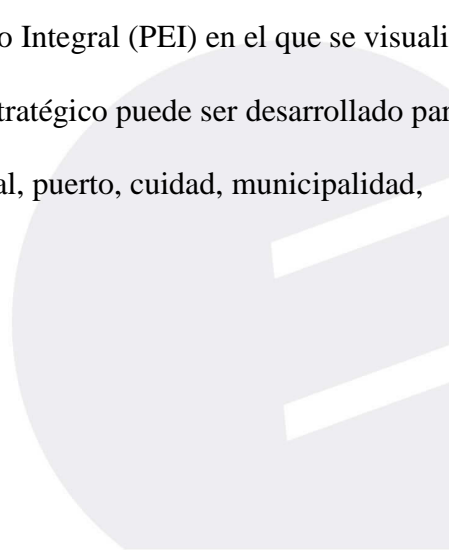 o Integral (PEI) en el que se visuali
tratégico puede ser desarrollado par
al, puerto, cuidad, municipalidad,